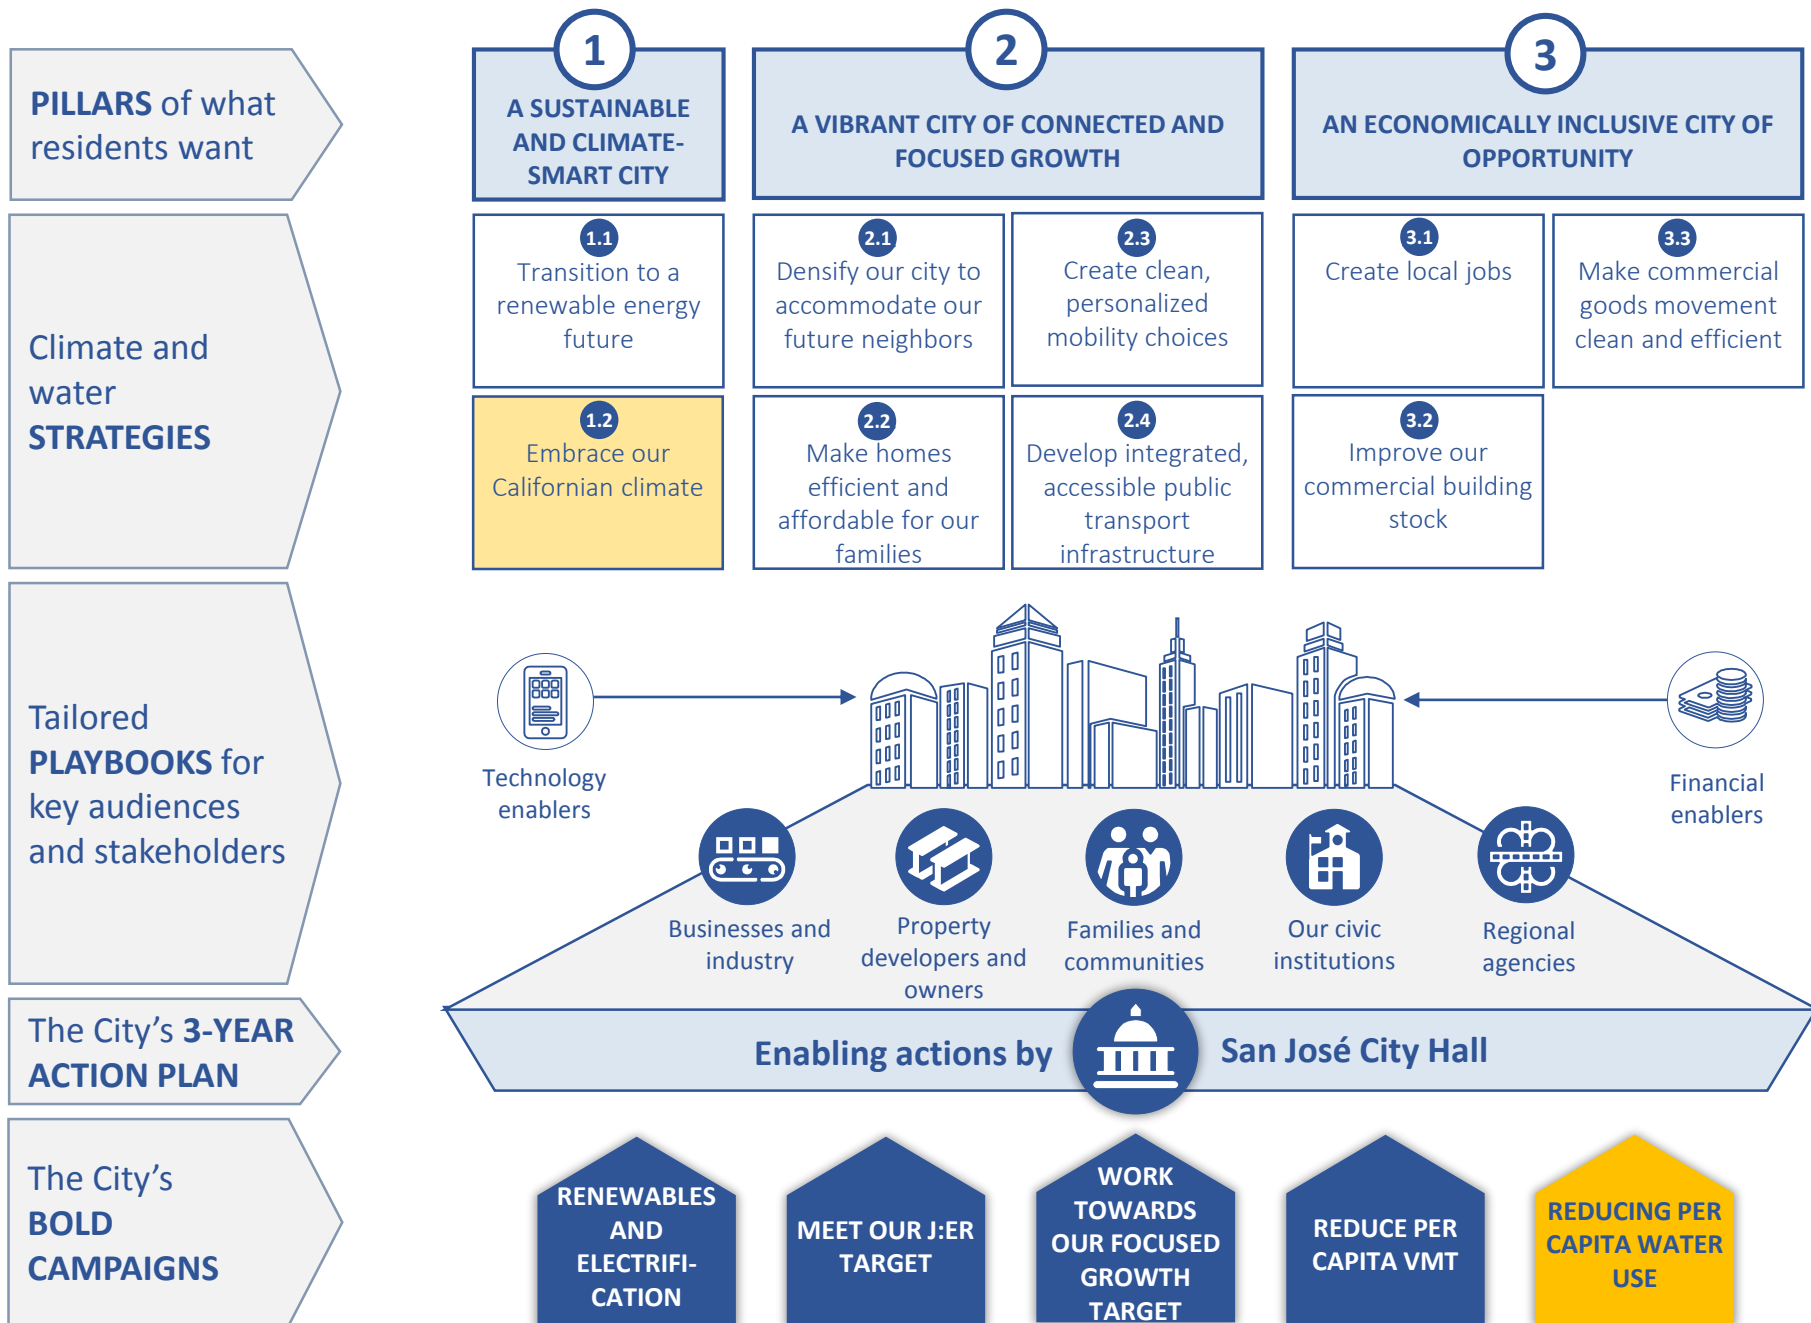 PILLARS of what
residents want
1
A SUSTAINABLE
AND CLIMATE-
SMART CITY
2
A VIBRANT CITY OF CONNECTED AND
FOCUSED GROWTH
3
AN ECONOMICALLY INCLUSIVE CITY OF
OPPORTUNITY
Climate and
water
STRATEGIES
1.1
Transition to a
renewable energy
future
2.1
Densify our city to
accommodate our
future neighbors
2.3
Create clean,
personalized
mobility choices
3.1
Create local jobs
3.3
Make commercial
goods movement
clean and efficient
1.2
Embrace our
Californian climate
2.2
Make homes
efficient and
affordable for our
families
2.4
Develop integrated,
accessible public
transport
infrastructure
3.2
Improve our
commercial building
stock
Tailored
PLAYBOOKS for
key audiences
and stakeholders
Technology
enablers
Financial
enablers
Businesses and
industry
Property
developers and
owners
Families and
communities
Our civic
institutions
Regional
agencies
The City's 3-YEAR
ACTION PLAN
Enabling actions by San José City Hall
The City's
BOLD
CAMPAIGNS
RENEWABLES
AND
ELECTRIFI-
CATION
MEET OUR J:ER
TARGET
WORK
TOWARDS
OUR FOCUSED
GROWTH
TARGET
REDUCE PER
CAPITA VMT
REDUCING PER
CAPITA WATER
USE